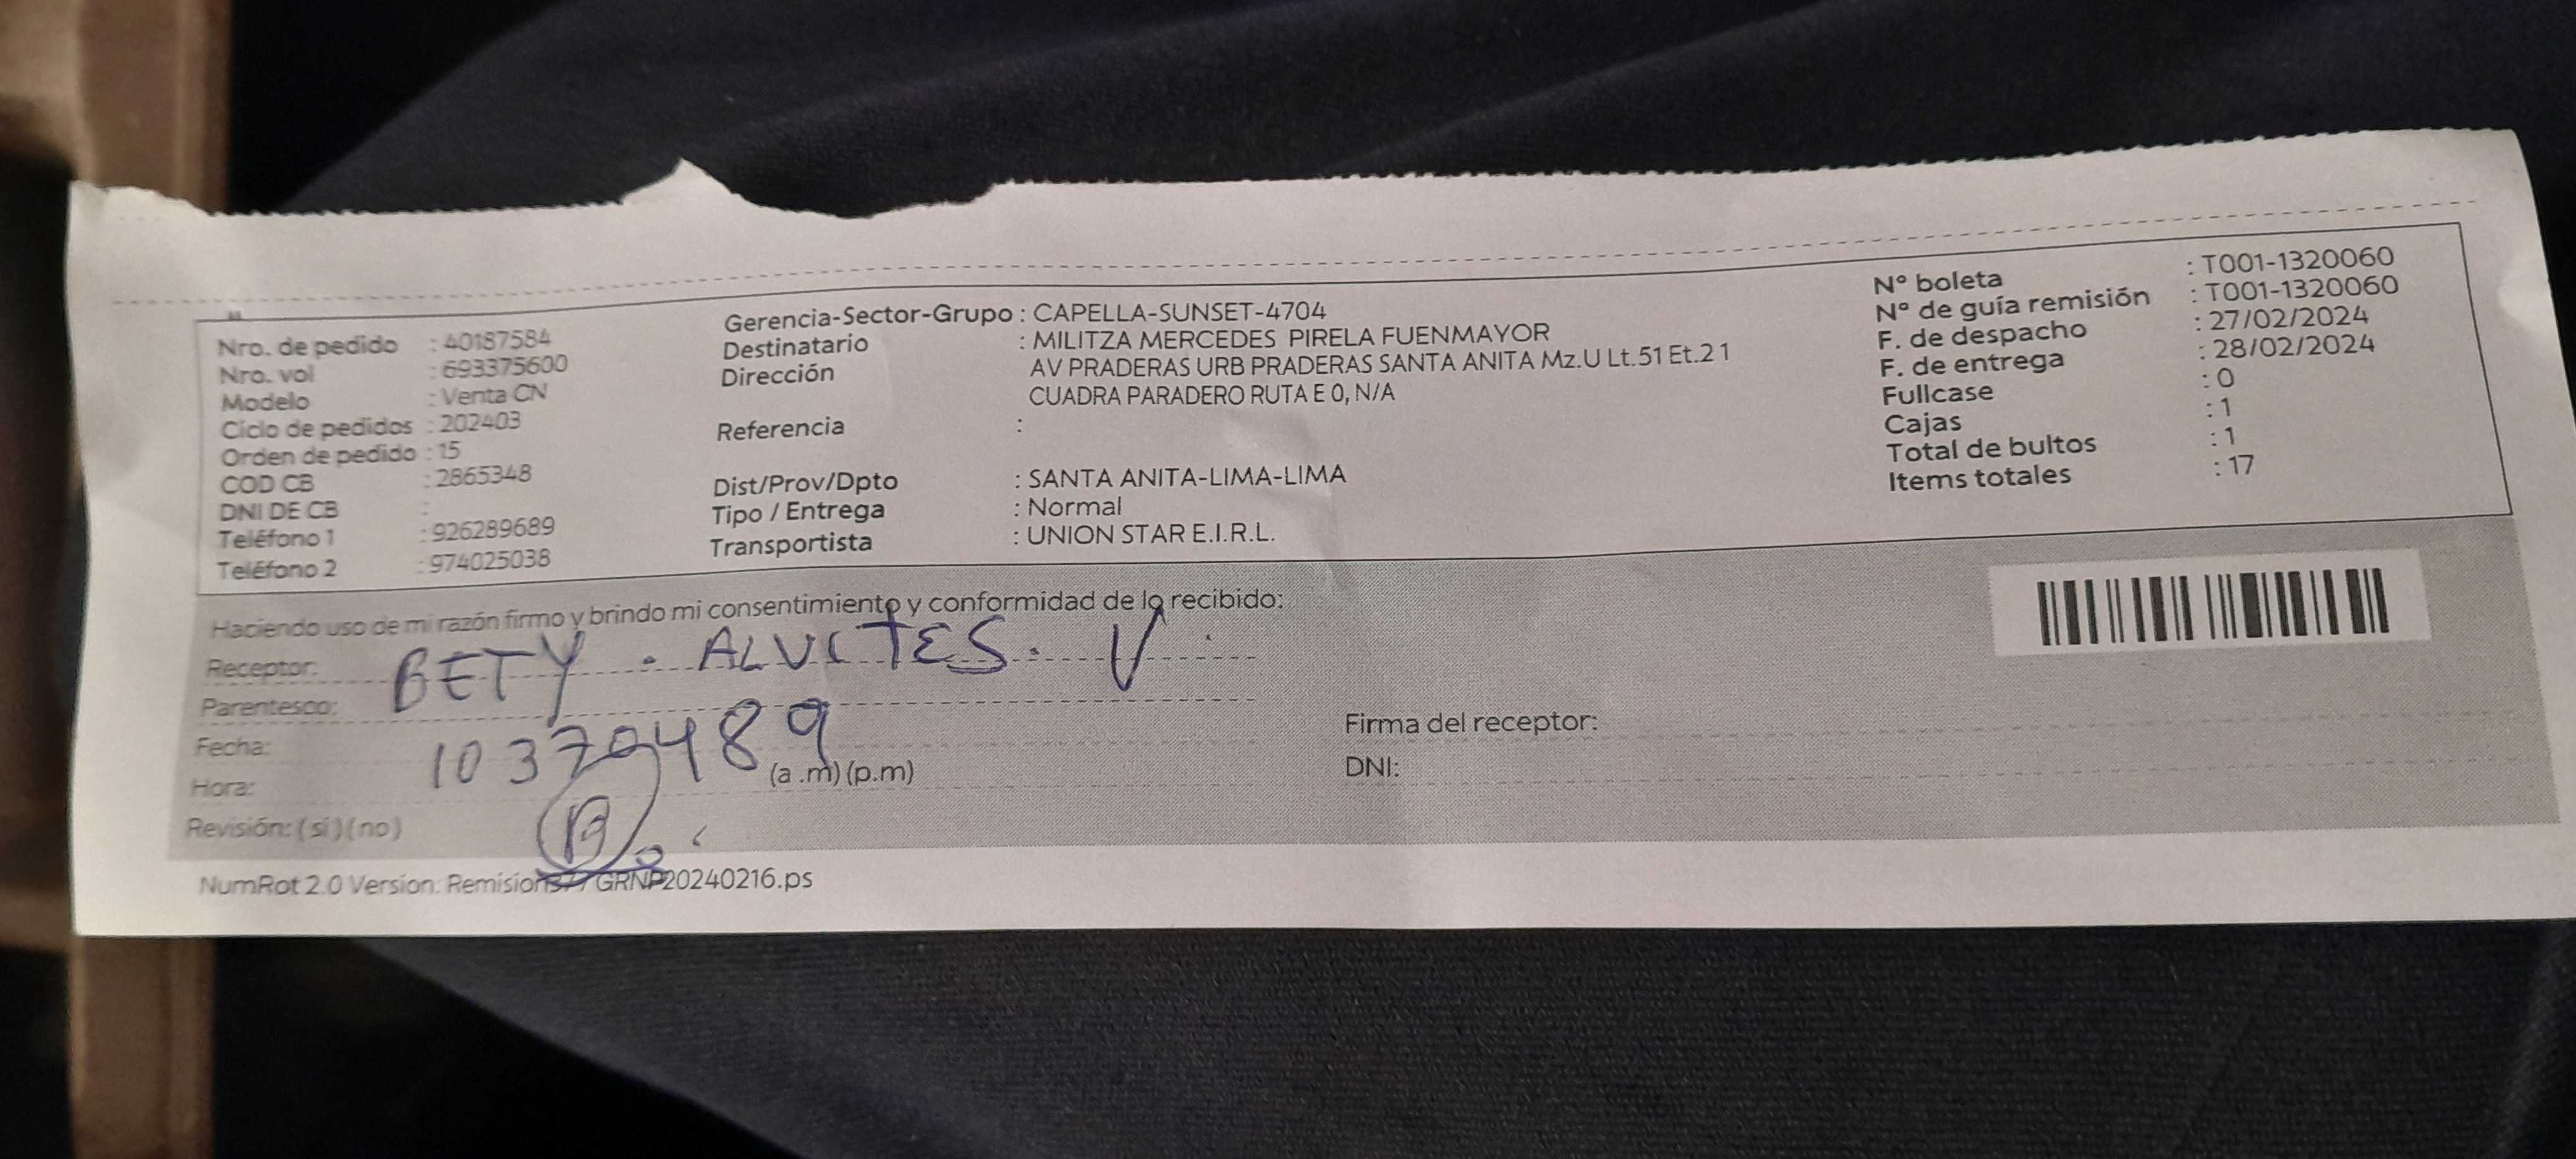 Nro. de pedido : 40187584
Nro. vol : 693375600
Modelo : Venta CN
Ciclo de pedidos : 202403
Orden de pedido : 15
COD CB : 2865348
DNI DE CB :
Teléfono 1 : 926289689
Teléfono 2 : 974025038
Gerencia-Sector-Grupo : CAPELLA-SUNSET-4704
Destinatario : MILITZA MERCEDES PIRELA FUENMAYOR
Dirección AV PRADERAS URB PRADERAS SANTA ANITA Mz.U Lt.51 Et.2 1
CUADRA PARADERO RUTA E 0, N/A
Referencia :
Dist/Prov/Dpto : SANTA ANITA-LIMA-LIMA
Tipo / Entrega : Normal
Transportista : UNION STAR E.I.R.L.
N° boleta : T001-1320060
N° de guía remisión : T001-1320060
F. de despacho : 27/02/2024
F. de entrega : 28/02/2024
Fullcase : 0
Cajas : 1
Total de bultos : 1
Items totales : 17
Haciendo uso de mi razón firmo y brindo mi consentimiento y conformidad de lo recibido:
Receptor: BETY . ALVITES . V .
Parentesco:
Fecha: 10370489
Hora: (a .m) (p.m)
Revisión: ( sí ) ( no )
Firma del receptor:
DNI:
NumRot 2.0 Version: Remision377 GRNP20240216.ps